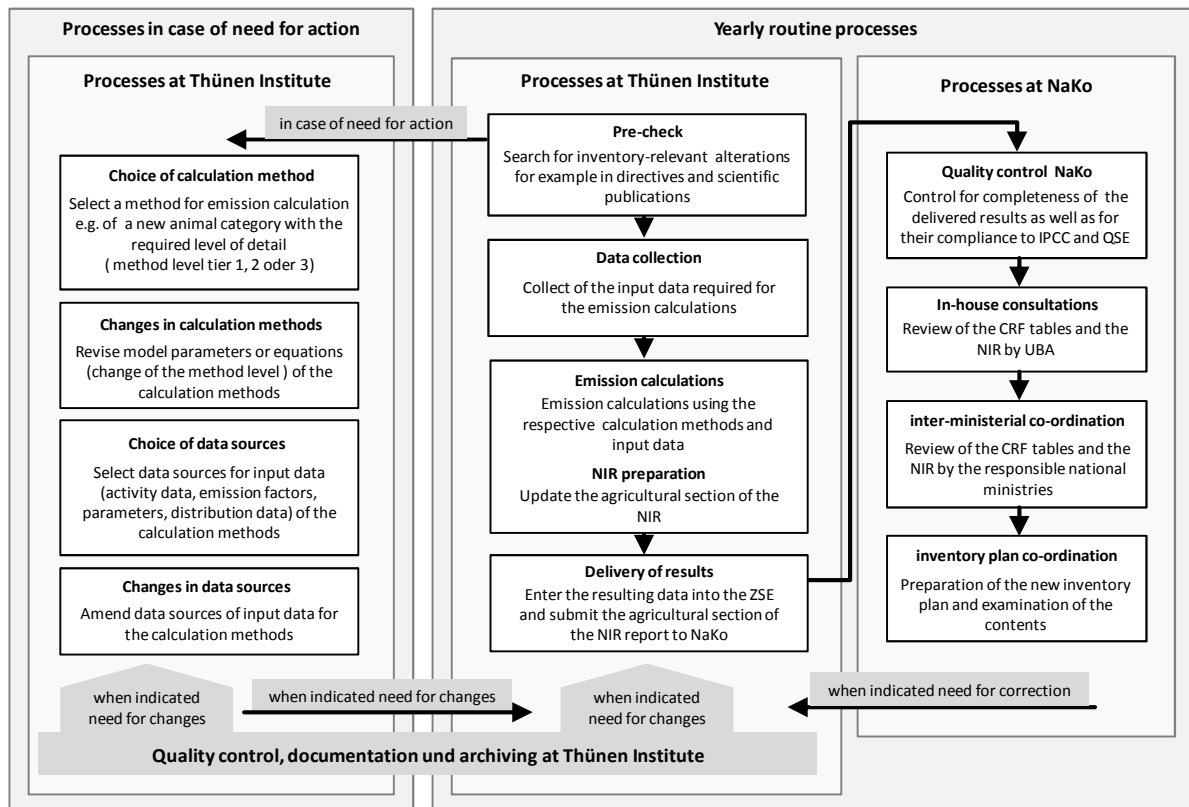 Processes in case of need for action
Processes at Thünen Institute
Choice of calculation method
Select a method for emission calculation
e.g. of a new animal category with the
required level of detail
( method level tier 1, 2 oder 3)
Changes in calculation methods
Revise model parameters or equations
(change of the method level ) of the
calculation methods
Choice of data sources
Select data sources for input data
(activity data, emission factors,
parameters, distribution data) of the
calculation methods
Changes in data sources
Amend data sources of input data for
the calculation methods
when indicated
need for changes
Yearly routine processes
Processes at Thünen Institute
in case of need for action
Pre-check
Search for inventory-relevant alterations
for example in directives and scientific
publications
Data collection
Collect of the input data required for
the emission calculations
Emission calculations
Emission calculations using the
respective calculation methods and
input data
NIR preparation
Update the agricultural section of the
NIR
Delivery of results
Enter the resulting data into the ZSE
and submit the agricultural section of
the NIR report to NaKo
when indicated need for changes
when indicated
need for changes
Processes at NaKo
Quality control NaKo
Control for completeness of the
delivered results as well as for
their compliance to IPCC and QSE
In-house consultations
Review of the CRF tables and the
NIR by UBA
inter-ministerial co-ordination
Review of the CRF tables and the
NIR by the responsible national
ministries
inventory plan co-ordination
Preparation of the new inventory
plan and examination of the
contents
when indicated need for correction
Quality control, documentation und archiving at Thünen Institute